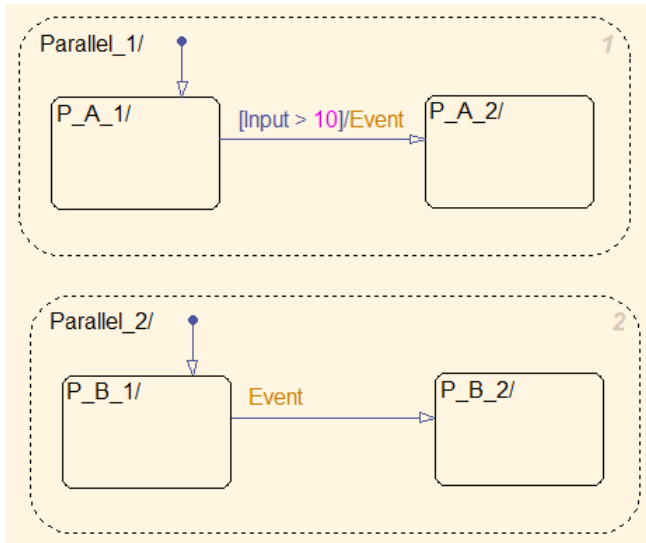 Parallel_1/
1
P_A_1/
[Input > 10]/Event
P_A_2/
Parallel_2/
2
P_B_1/
Event
P_B_2/